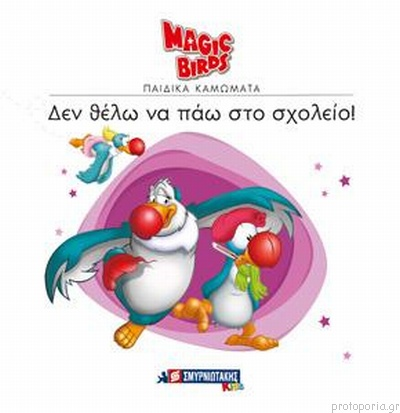 MAGIC
BIRDS
ΠΑΙΔΙΚΑ ΚΑΜΩΜΑΤΑ
Δεν θέλω να πάω στο σχολείο!
ΣΜΥΡΝΙΩΤΑΚΗΣ
Kids
protoporia.gr